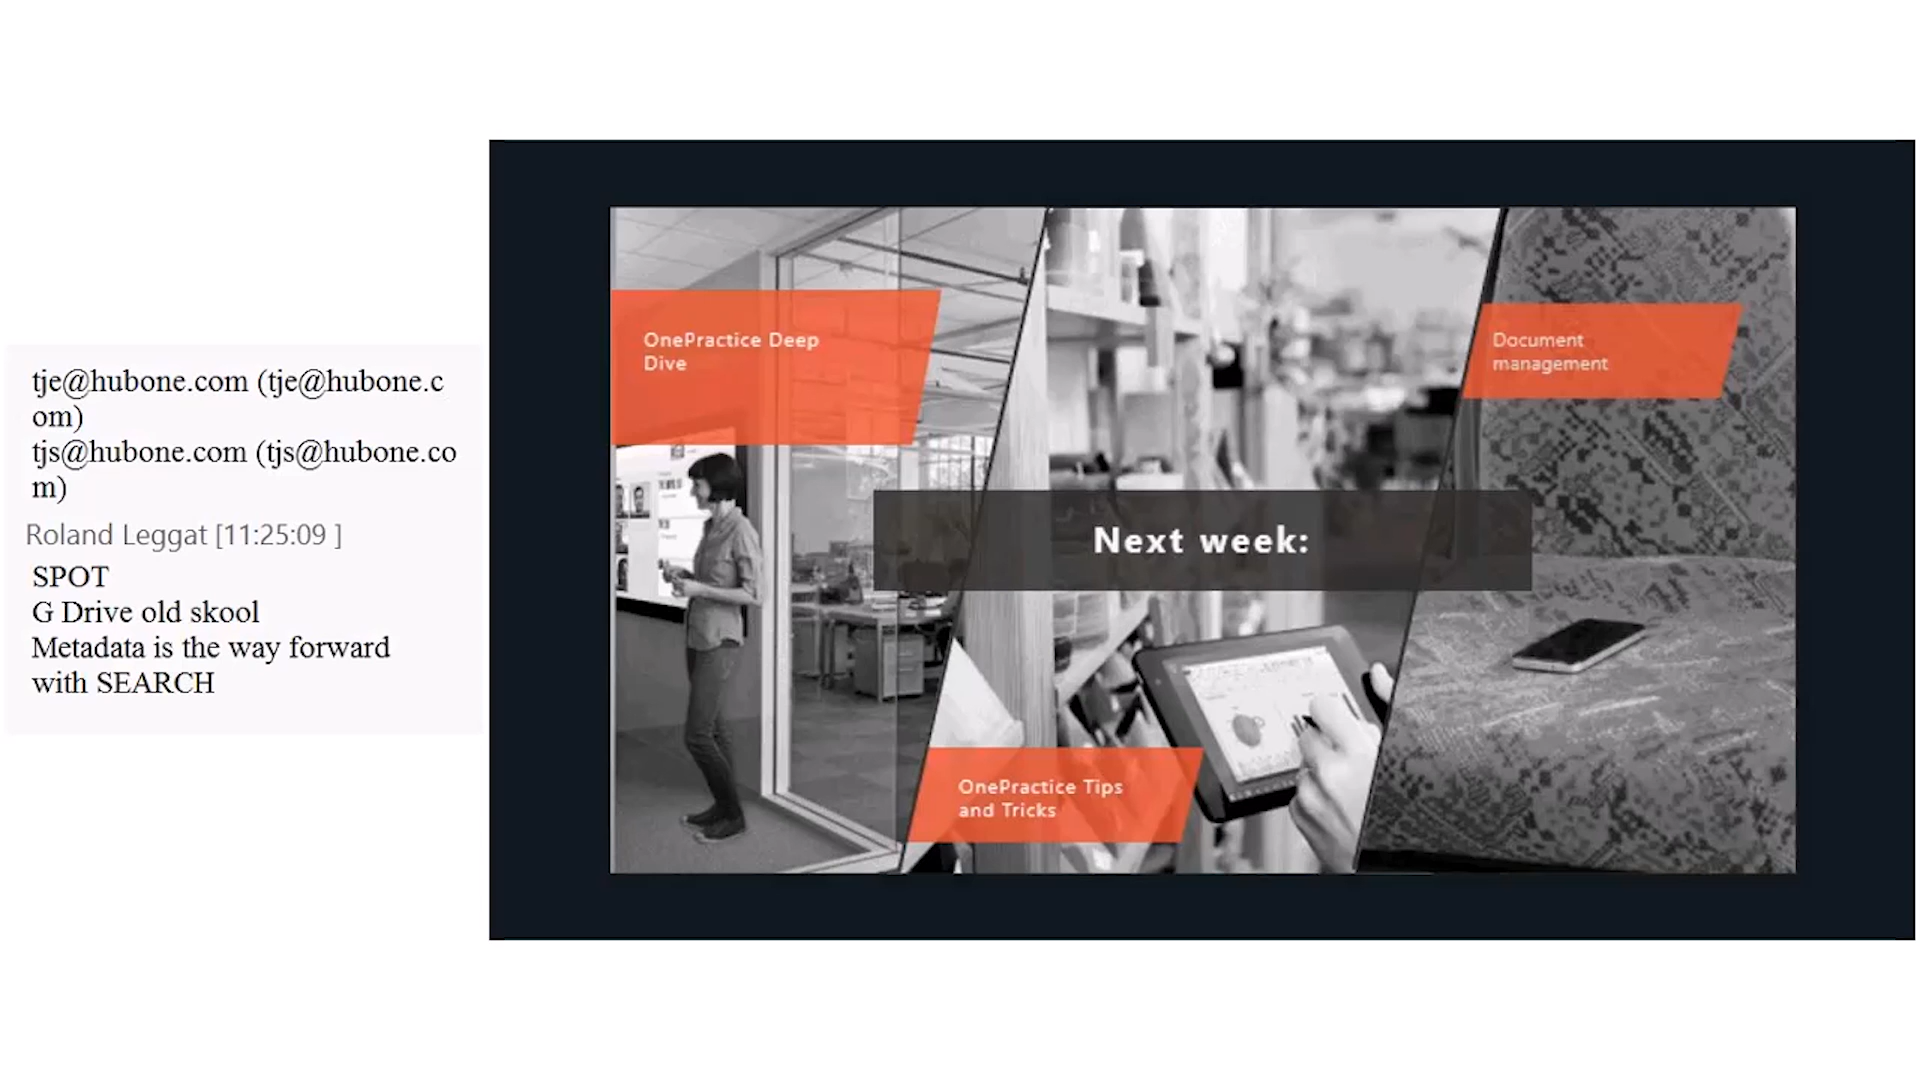 tje@hubone.com (tje@hubone.c
om)
tjs@hubone.com (tjs@hubone.co
m)
Roland Leggat [11:25:09 ]
SPOT
G Drive old skool
Metadata is the way forward
with SEARCH
OnePractice Deep
Dive
Document
management
Next week:
OnePractice Tips
and Tricks